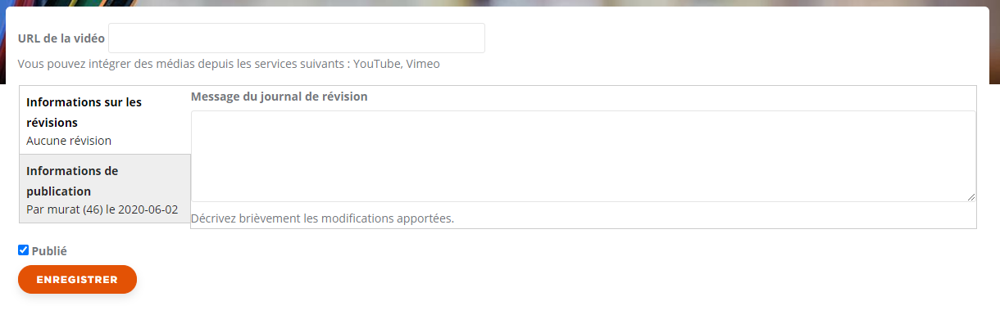 URL de la vidéo
Vous pouvez intégrer des médias depuis les services suivants : YouTube, Vimeo
Informations sur les
révisions
Aucune révision
Informations de
publication
Par murat (46) le 2020-06-02
Message du journal de révision
Décrivez brièvement les modifications apportées.
Publié
ENREGISTRER